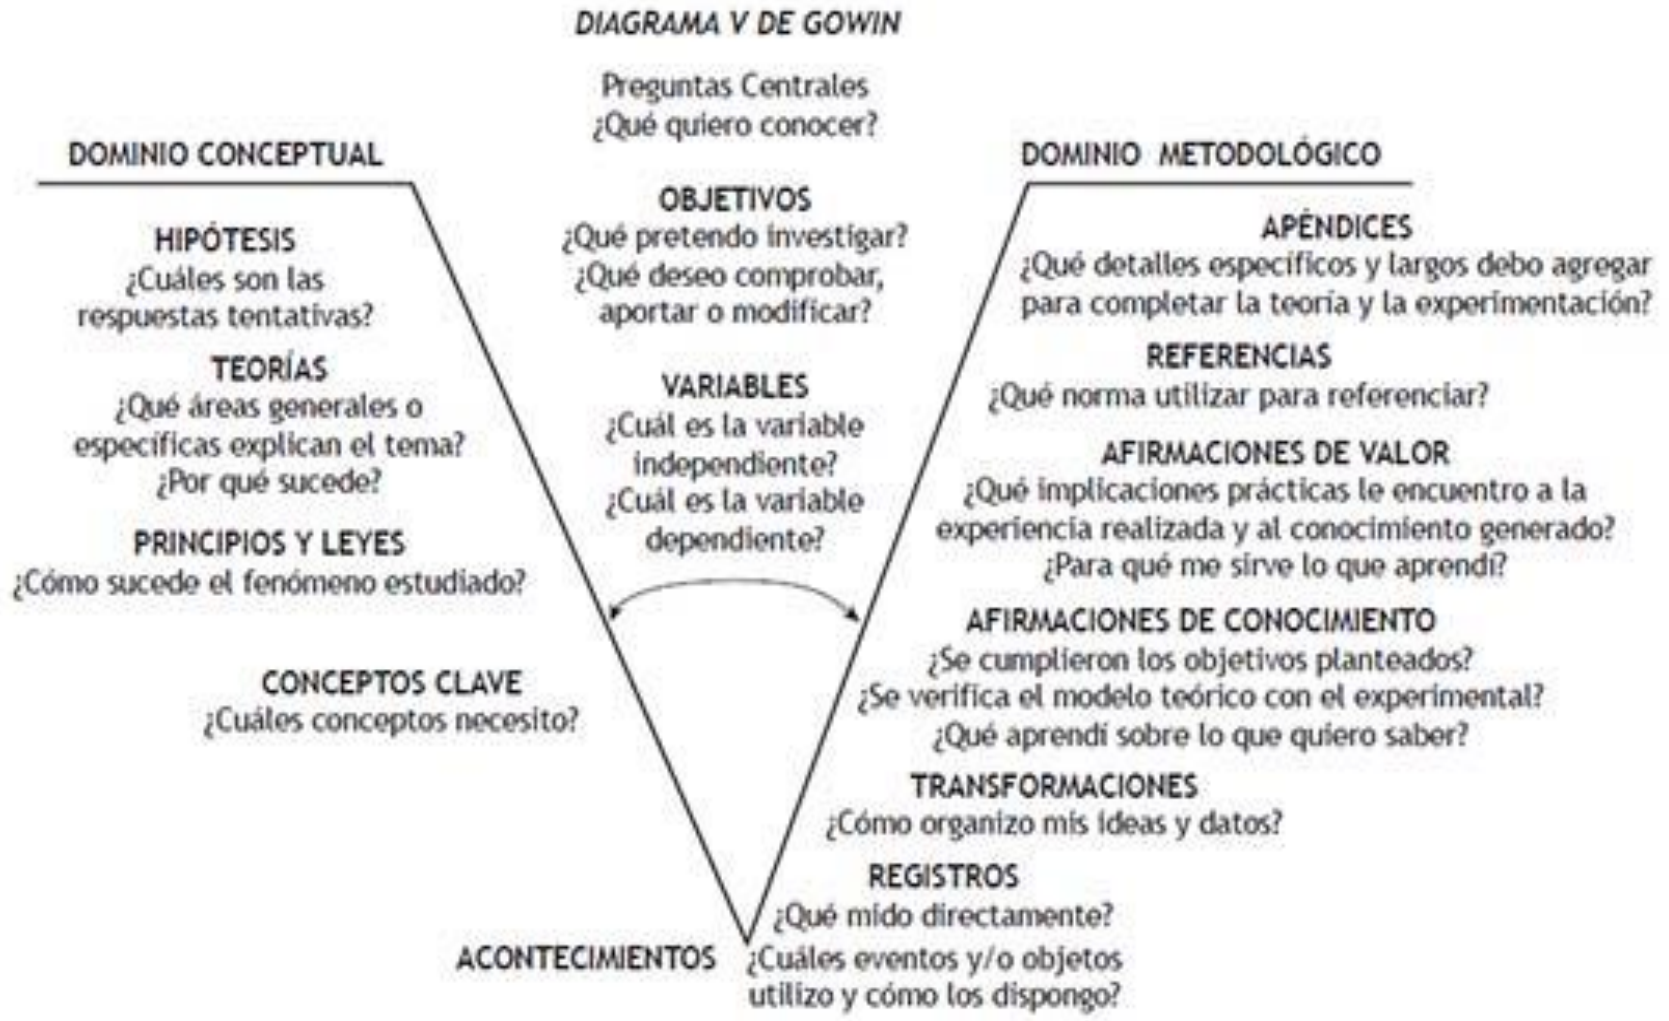 DIAGRAMA V DE GOWIN
Preguntas Centrales
¿Qué quiero conocer?
DOMINIO CONCEPTUAL
HIPÓTESIS
¿Cuáles son las
respuestas tentativas?
TEORÍAS
¿Qué áreas generales o
específicas explican el tema?
¿Por qué sucede?
PRINCIPIOS Y LEYES
¿Cómo sucede el fenómeno estudiado?
CONCEPTOS CLAVE
¿Cuáles conceptos necesito?
OBJETIVOS
¿Qué pretendo investigar?
¿Qué deseo comprobar,
aportar o modificar?
VARIABLES
¿Cuál es la variable
independiente?
¿Cuál es la variable
dependiente?
DOMINIO METODOLÓGICO
APÉNDICES
¿Qué detalles específicos y largos debo agregar
para completar la teoría y la experimentación?
REFERENCIAS
¿Qué norma utilizar para referenciar?
AFIRMACIONES DE VALOR
¿Qué implicaciones prácticas le encuentro a la
experiencia realizada y al conocimiento generado?
¿Para qué me sirve lo que aprendí?
AFIRMACIONES DE CONOCIMIENTO
¿Se cumplieron los objetivos planteados?
¿Se verifica el modelo teórico con el experimental?
¿Qué aprendí sobre lo que quiero saber?
TRANSFORMACIONES
¿Cómo organizo mis ideas y datos?
REGISTROS
¿Qué mido directamente?
ACONTECIMIENTOS ¿Cuáles eventos y/o objetos
utilizo y cómo los dispongo?